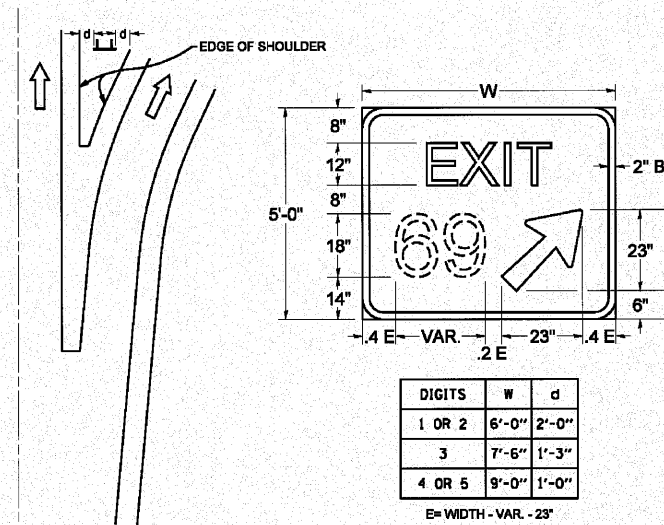 d d
EDGE OF SHOULDER
W
8"
12"
8"
18"
14"
5'-0"
EXIT
69
2" B
23"
6"
.4 E VAR. .2 E 23" .4 E
DIGITS W d
1 OR 2 6'-0" 2'-0"
3 7'-6" 1'-3"
4 OR 5 9'-0" 1'-0"
E= WIDTH - VAR. - 23"